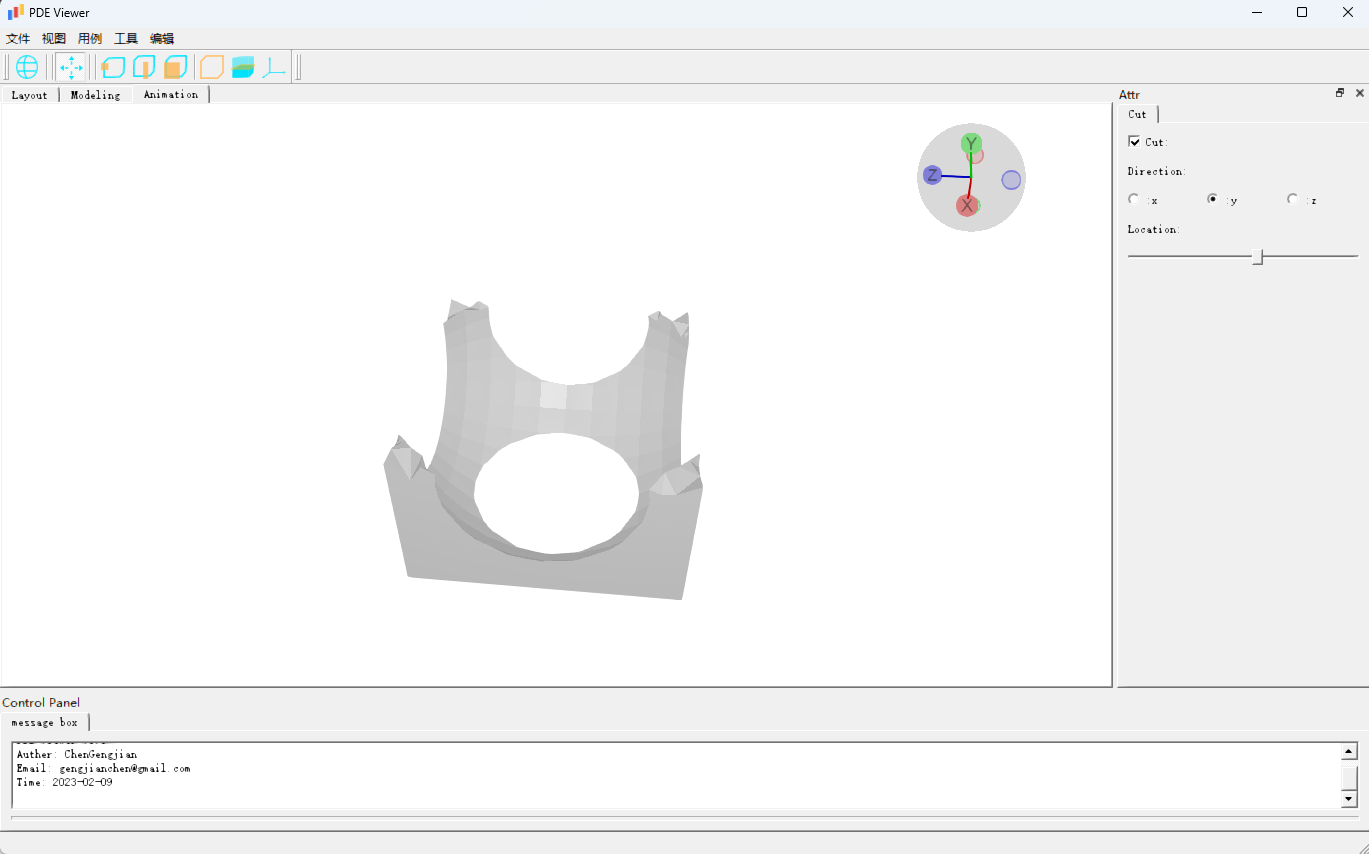 PDE Viewer
文件 视图 用例 工具 编辑
Layout Modeling Animation
Attr
Cut
Cut:
Direction:
:x :y :z
Location:
Y
Z
X
Control Panel
message box
Auther: ChenGengjian
Email: gengjianchen@gmail.com
Time: 2023-02-09